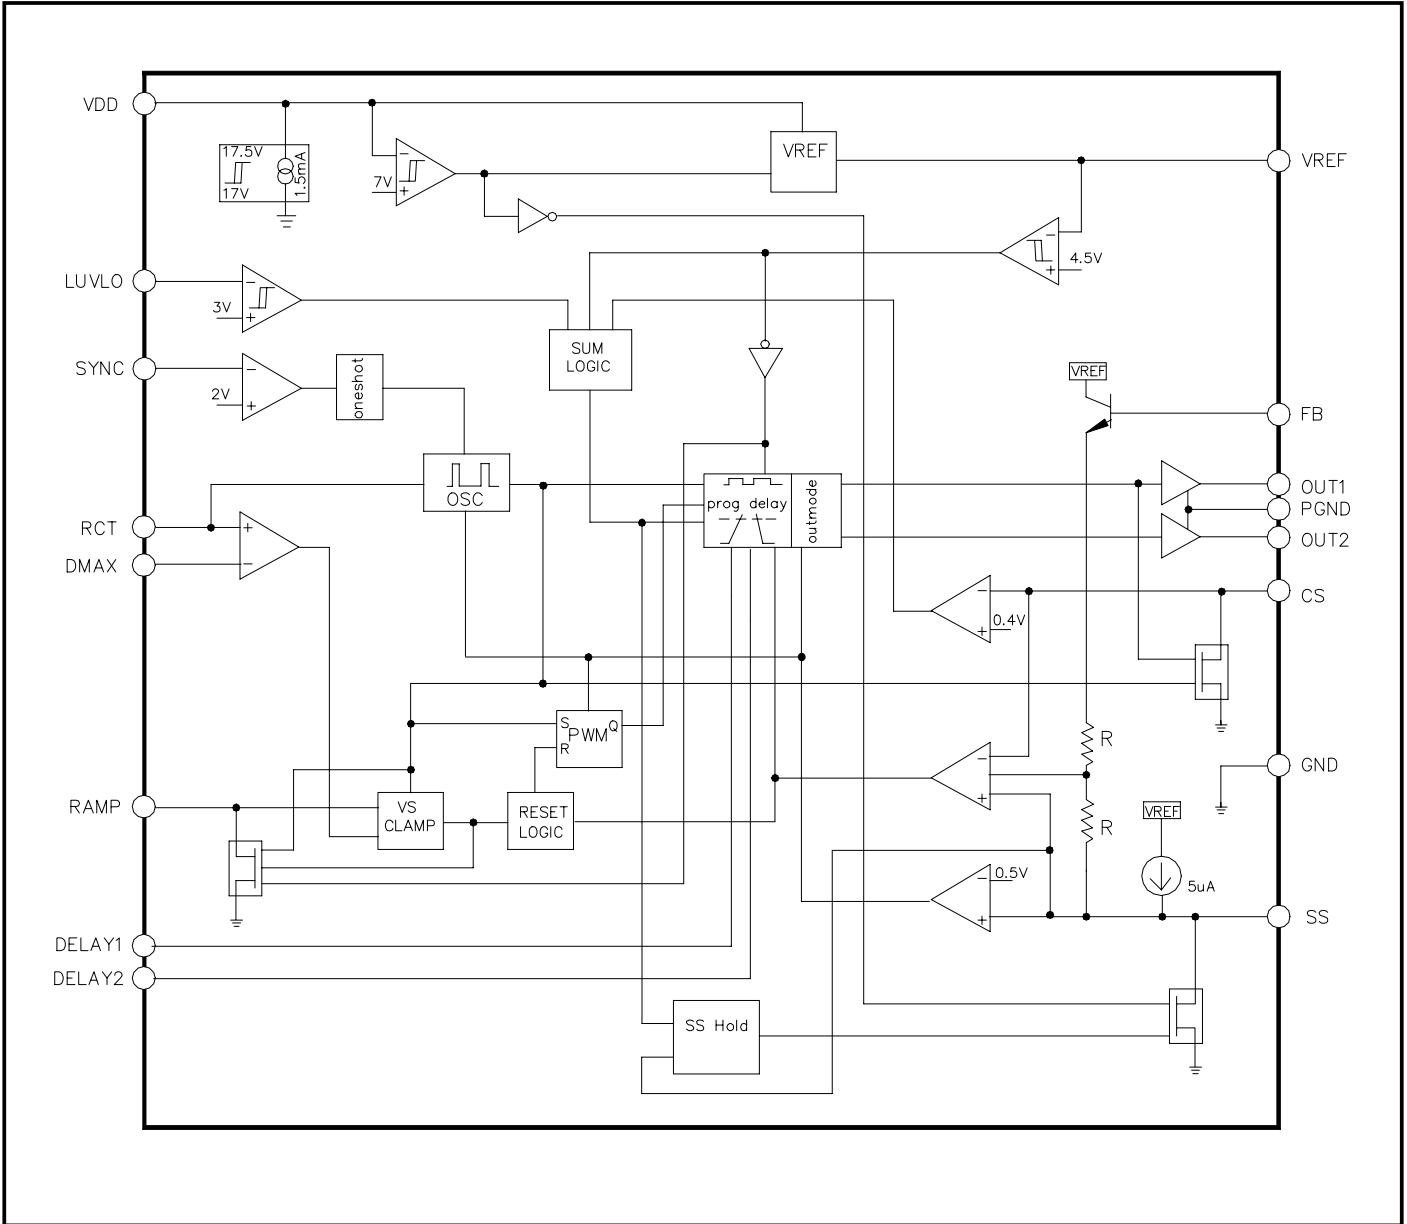 VDD
17.5V
17V
1.5mA
7V
-
+
VREF
VREF
-
+
4.5V
LUVLO
-
3V
+
SUM
LOGIC
SYNC
-
2V
+
oneshot
VREF
FB
OSC
prog delay
outmode
OUT1
PGND
OUT2
RCT
+
DMAX
-
-
0.4V
+
CS
S
PWM
Q
R
-
+
R
GND
RAMP
VS
CLAMP
RESET
LOGIC
R
VREF
-
0.5V
+
5uA
SS
DELAY1
DELAY2
SS Hold